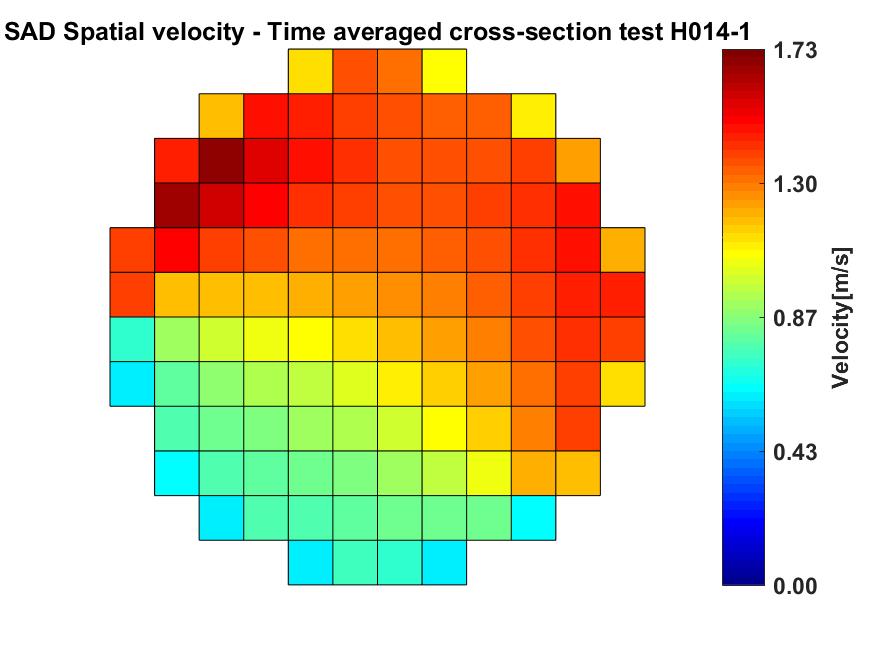 SAD Spatial velocity - Time averaged cross-section test H014-1
1.73
1.30
0.87
0.43
0.00
Velocity[m/s]